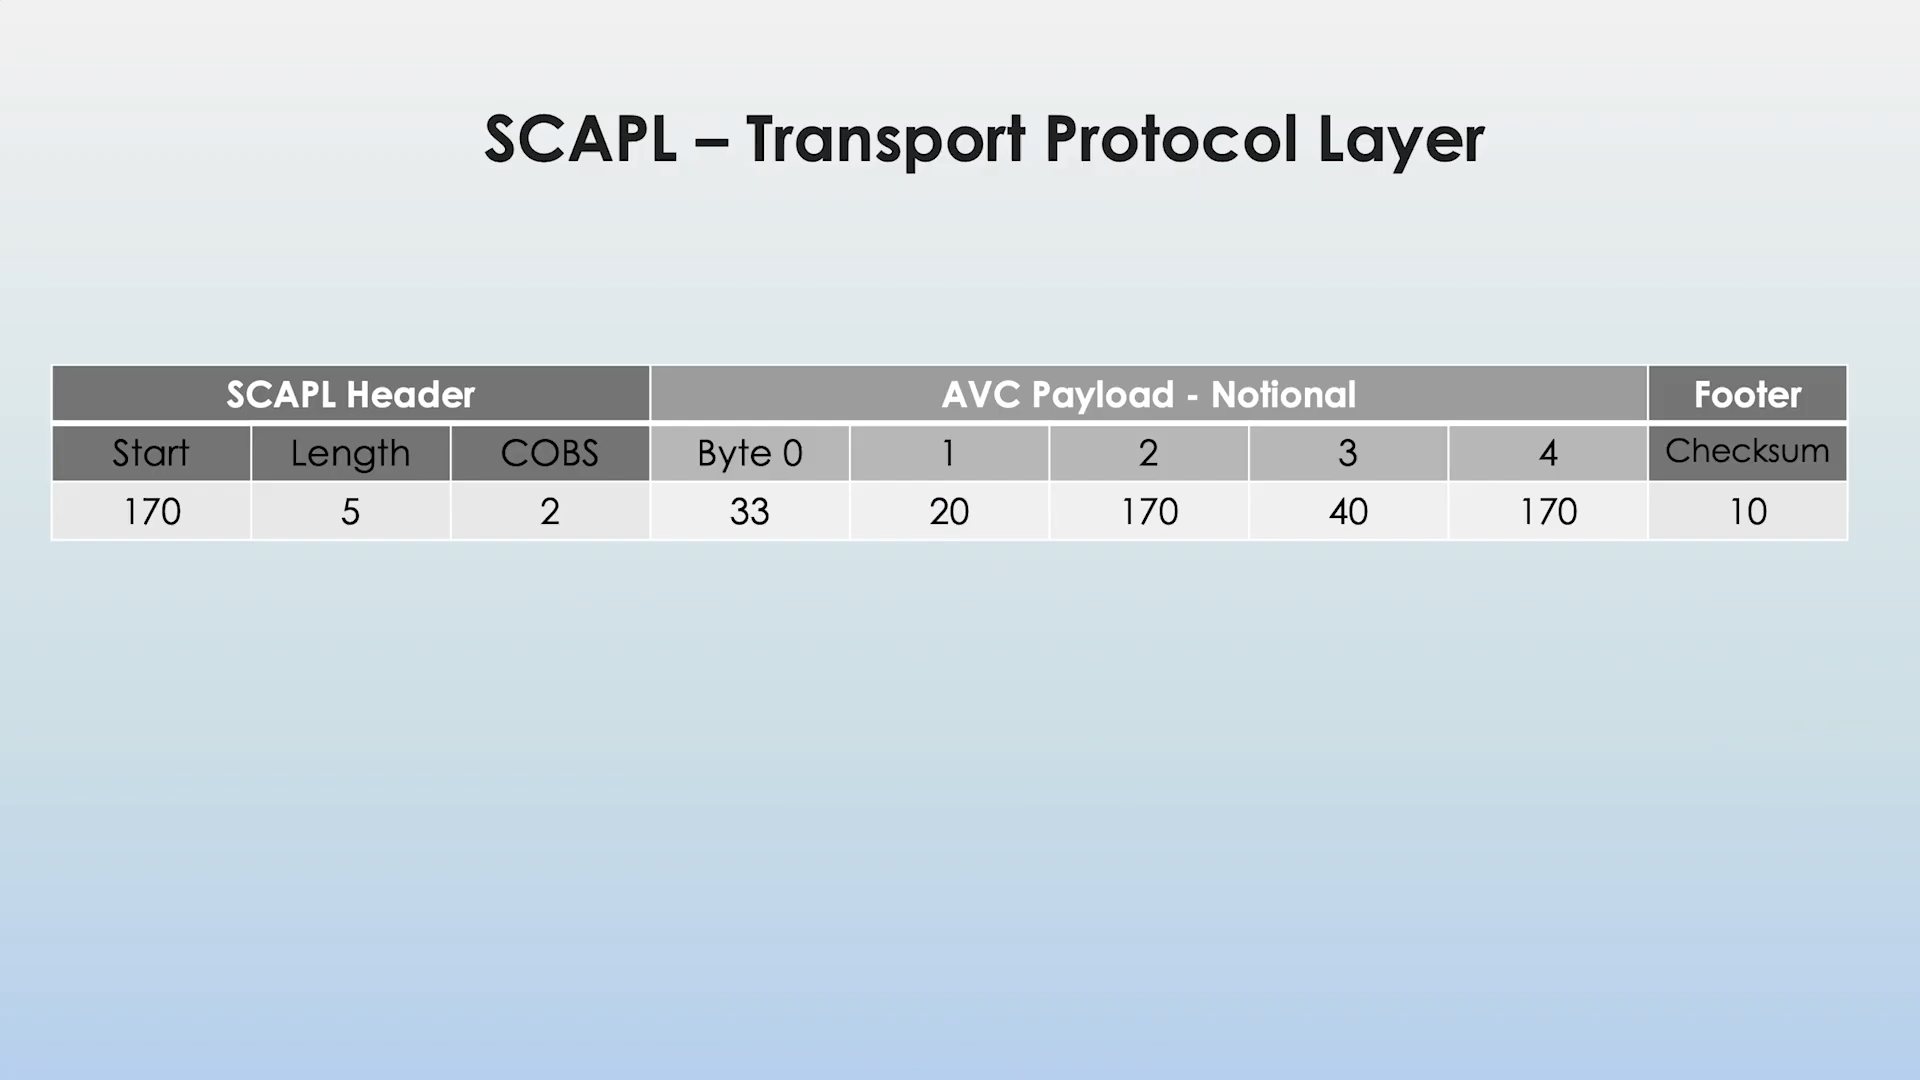 SCAPL – Transport Protocol Layer
SCAPL Header AVC Payload - Notional Footer
Start Length COBS Byte 0 1 2 3 4 Checksum
170 5 2 33 20 170 40 170 10